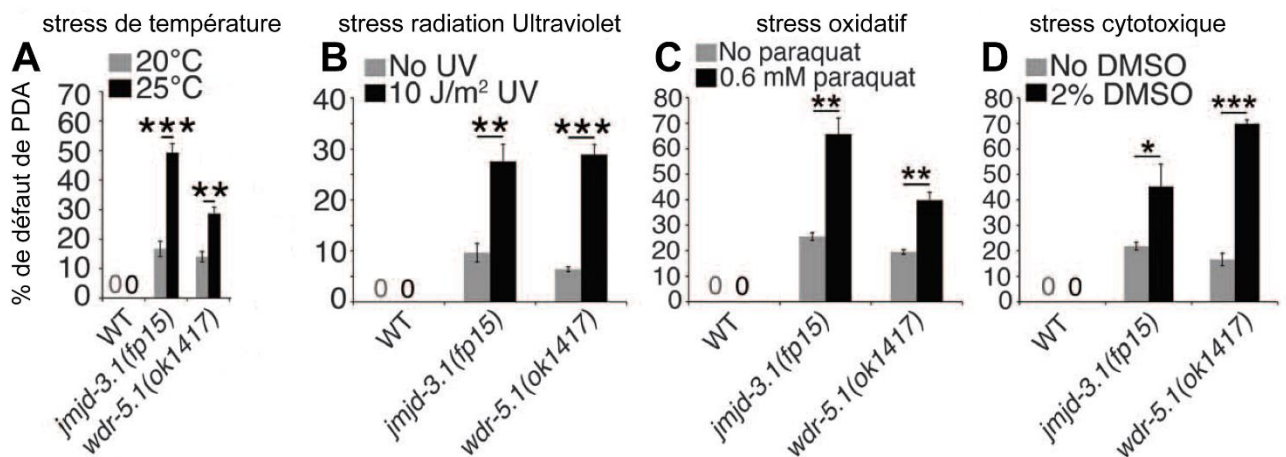 stress de température
stress radiation Ultraviolet
stress oxidatif
stress cytotoxique
A
20°C
25°C
% de défaut de PDA
70
60
50
40
30
20
10
0
***
**
00
WT
jmjd-3.1(fp15)
wdr-5.1(ok1417)
B
No UV
10 J/m² UV
40
30
20
10
0
**
***
0 0
WT
jmjd-3.1(fp15)
wdr-5.1(ok1417)
C
No paraquat
0.6 mM paraquat
80
70
60
50
40
30
20
10
0
**
**
0 0
WT
jmjd-3.1(fp15)
wdr-5.1(ok1417)
D
No DMSO
2% DMSO
80
70
60
50
40
30
20
10
0
*
***
0 0
WT
jmjd-3.1(fp15)
wdr-5.1(ok1417)